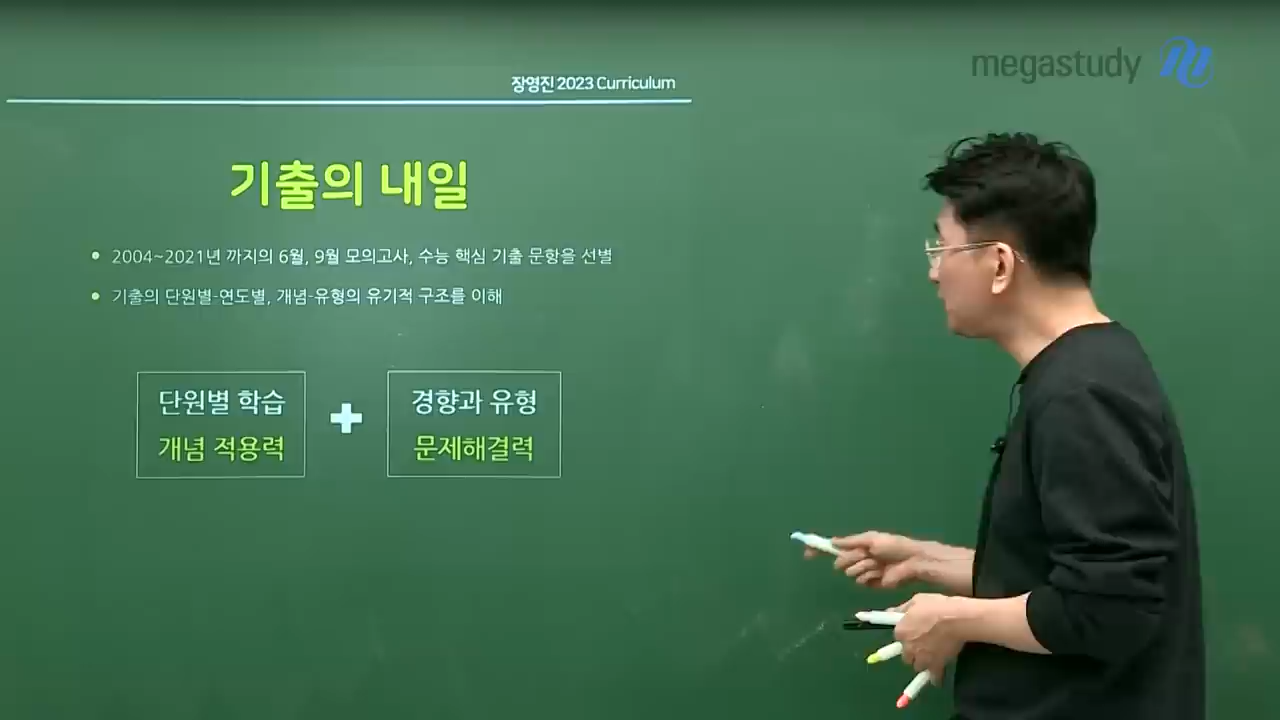 megastudy
장영진 2023 Curriculum
기출의 내일
• 2004~2021년 까지의 6월, 9월 모의고사, 수능 핵심 기출 문항을 선별
• 기출의 단원별-연도별, 개념-유형의 유기적 구조를 이해
단원별 학습
개념 적용력
+
경향과 유형
문제해결력